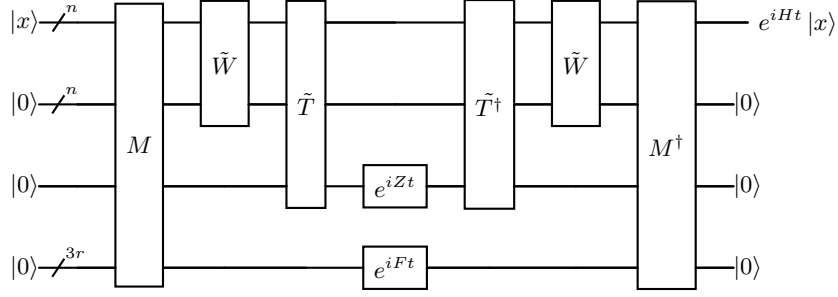 |x⟩ n M W̃ T̃ T̃† W̃ M† e^{iHt} |x⟩
|0⟩ n |0⟩
|0⟩ e^{iZt} |0⟩
|0⟩ 3r e^{iFt} |0⟩